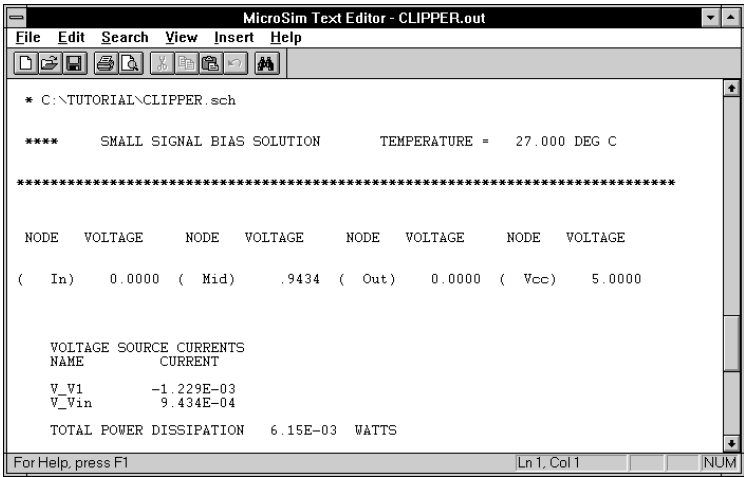 MicroSim Text Editor - CLIPPER.out
File Edit Search View Insert Help
* C:\TUTORIAL\CLIPPER.sch
**** SMALL SIGNAL BIAS SOLUTION TEMPERATURE = 27.000 DEG C
******************************************************************************
NODE VOLTAGE NODE VOLTAGE NODE VOLTAGE NODE VOLTAGE
( In) 0.0000 ( Mid) .9434 ( Out) 0.0000 ( Vcc) 5.0000
VOLTAGE SOURCE CURRENTS
NAME CURRENT
V_V1 -1.229E-03
V_Vin 9.434E-04
TOTAL POWER DISSIPATION 6.15E-03 WATTS
For Help, press F1 Ln 1, Col 1 NUM